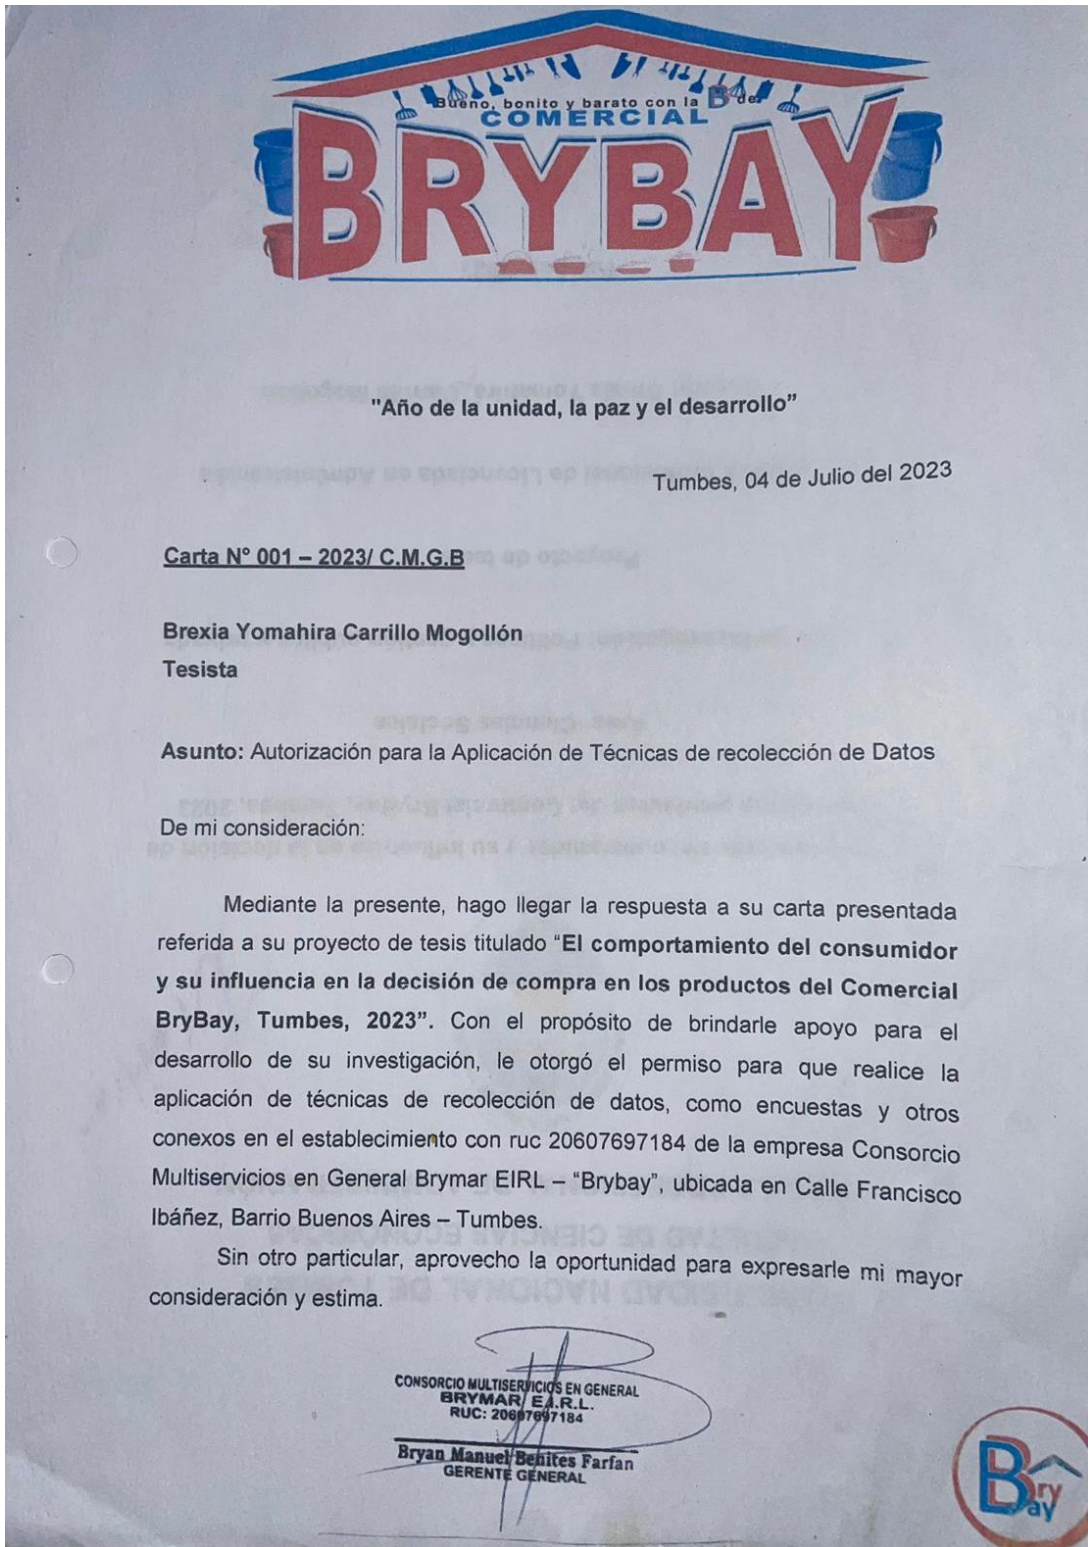 Bueno, bonito y barato con la B de
COMERCIAL
BRYBAY
"Año de la unidad, la paz y el desarrollo”
Tumbes, 04 de Julio del 2023
Carta Nº 001 – 2023/ C.M.G.B
Brexia Yomahira Carrillo Mogollón
Tesista
Asunto: Autorización para la Aplicación de Técnicas de recolección de Datos
De mi consideración:
Mediante la presente, hago llegar la respuesta a su carta presentada
referida a su proyecto de tesis titulado “El comportamiento del consumidor
y su influencia en la decisión de compra en los productos del Comercial
BryBay, Tumbes, 2023”. Con el propósito de brindarle apoyo para el
desarrollo de su investigación, le otorgó el permiso para que realice la
aplicación de técnicas de recolección de datos, como encuestas y otros
conexos en el establecimiento con ruc 20607697184 de la empresa Consorcio
Multiservicios en General Brymar EIRL – “Brybay”, ubicada en Calle Francisco
Ibáñez, Barrio Buenos Aires – Tumbes.
Sin otro particular, aprovecho la oportunidad para expresarle mi mayor
consideración y estima.
CONSORCIO MULTISERVICIOS EN GENERAL
BRYMAR E.I.R.L.
RUC: 20607697184
Bryan Manuel Benites Farfan
GERENTE GENERAL
Bry
Bay